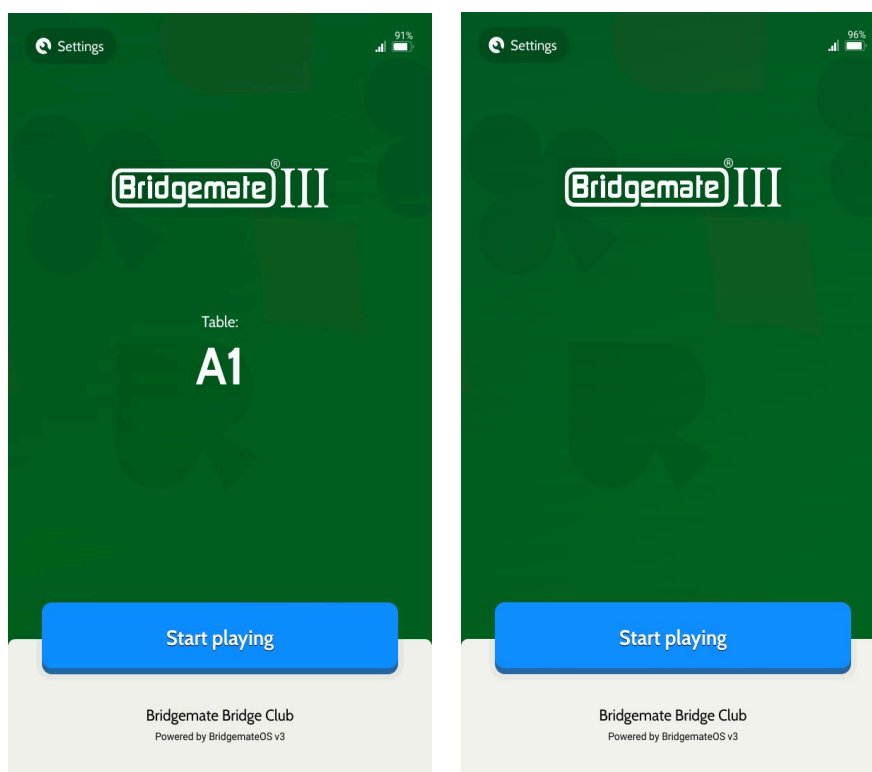 Settings
91%
Bridgemate® III
Table:
A1
Start playing
Bridgemate Bridge Club
Powered by BridgemateOS v3
Settings
96%
Bridgemate® III
Start playing
Bridgemate Bridge Club
Powered by BridgemateOS v3